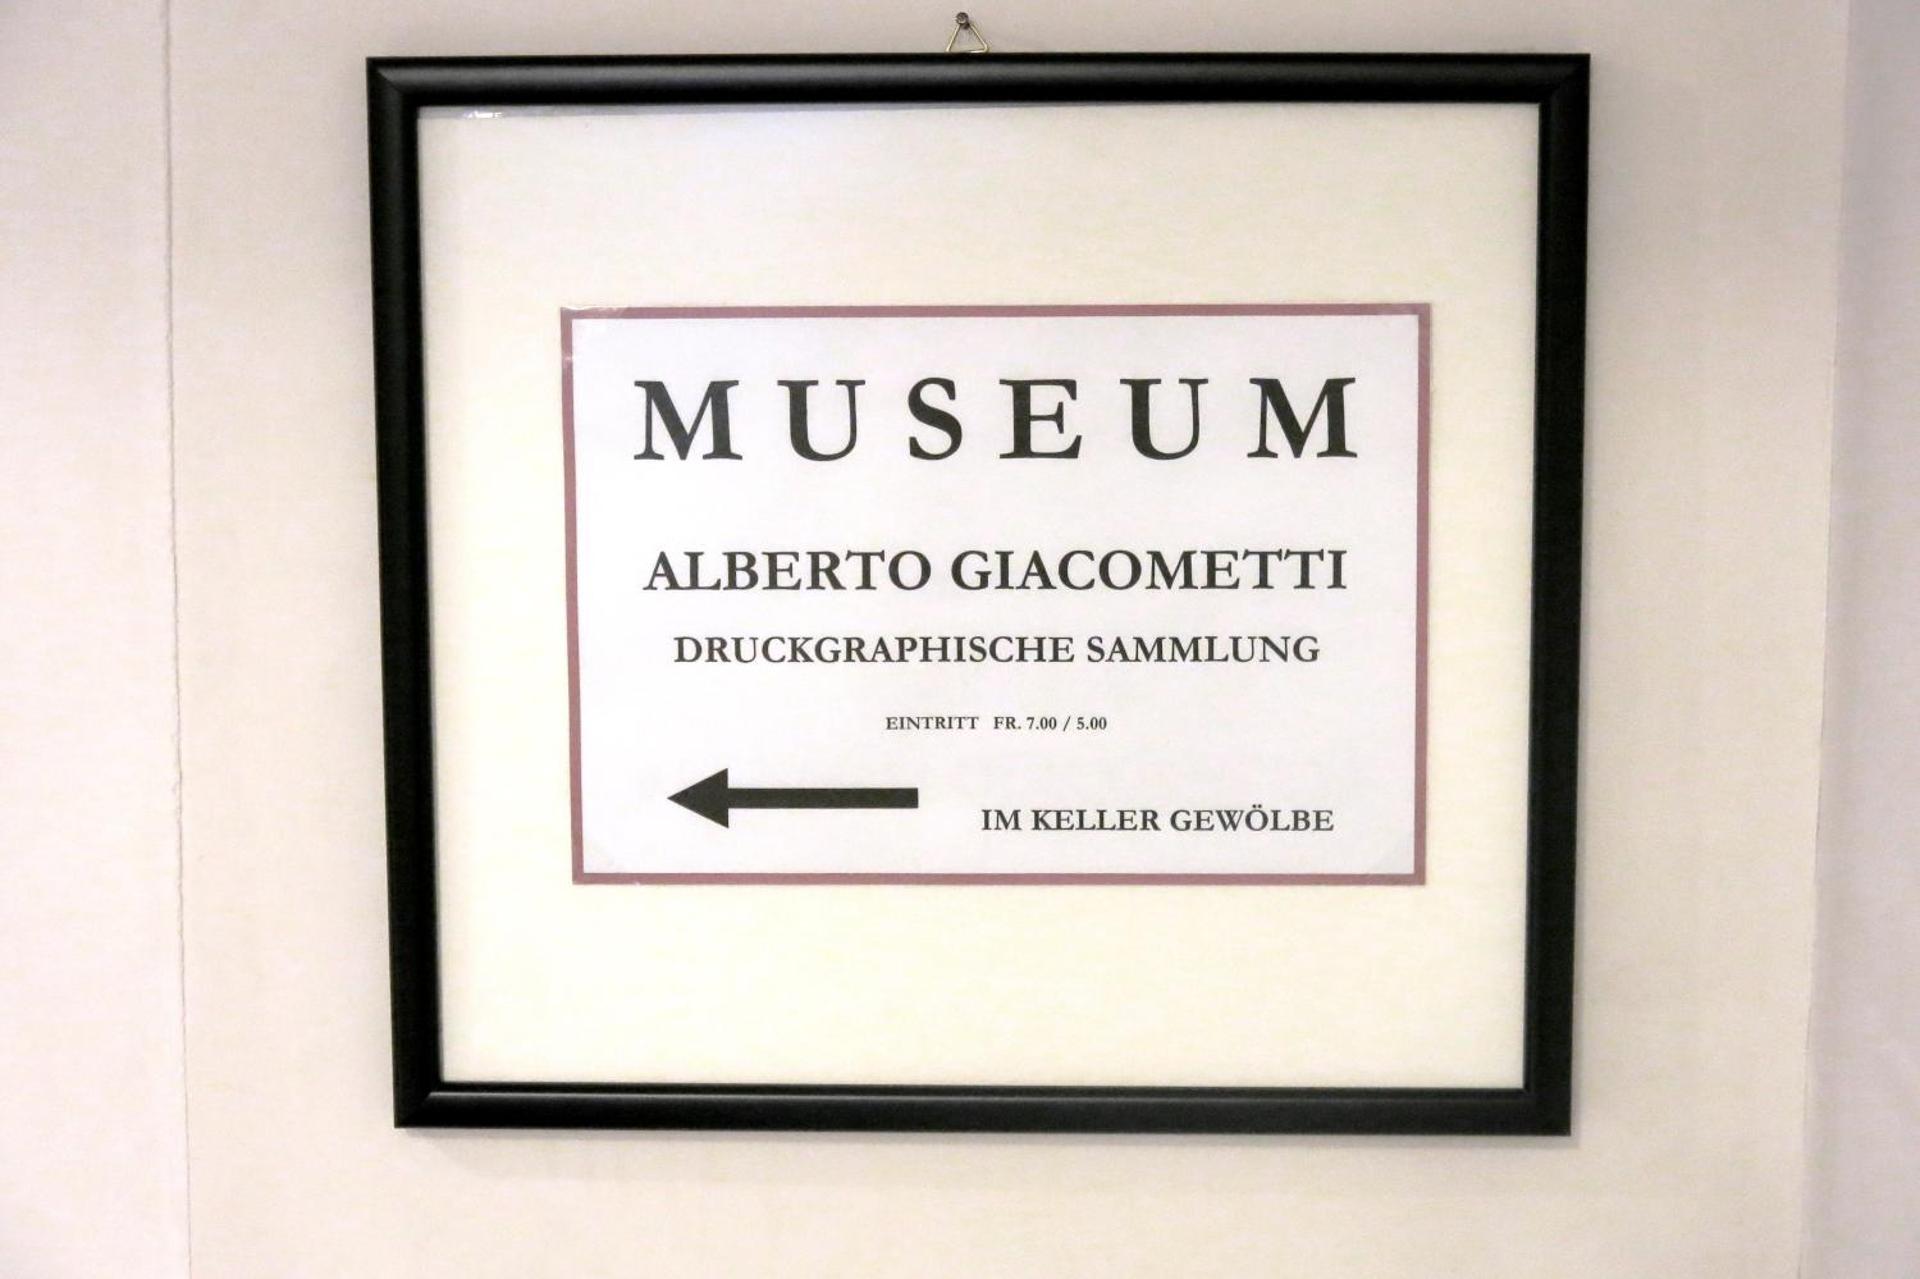 MUSEUM
ALBERTO GIACOMETTI
DRUCKGRAPHISCHE SAMMLUNG
EINTRITT FR. 7.00 / 5.00
IM KELLER GEWÖLBE